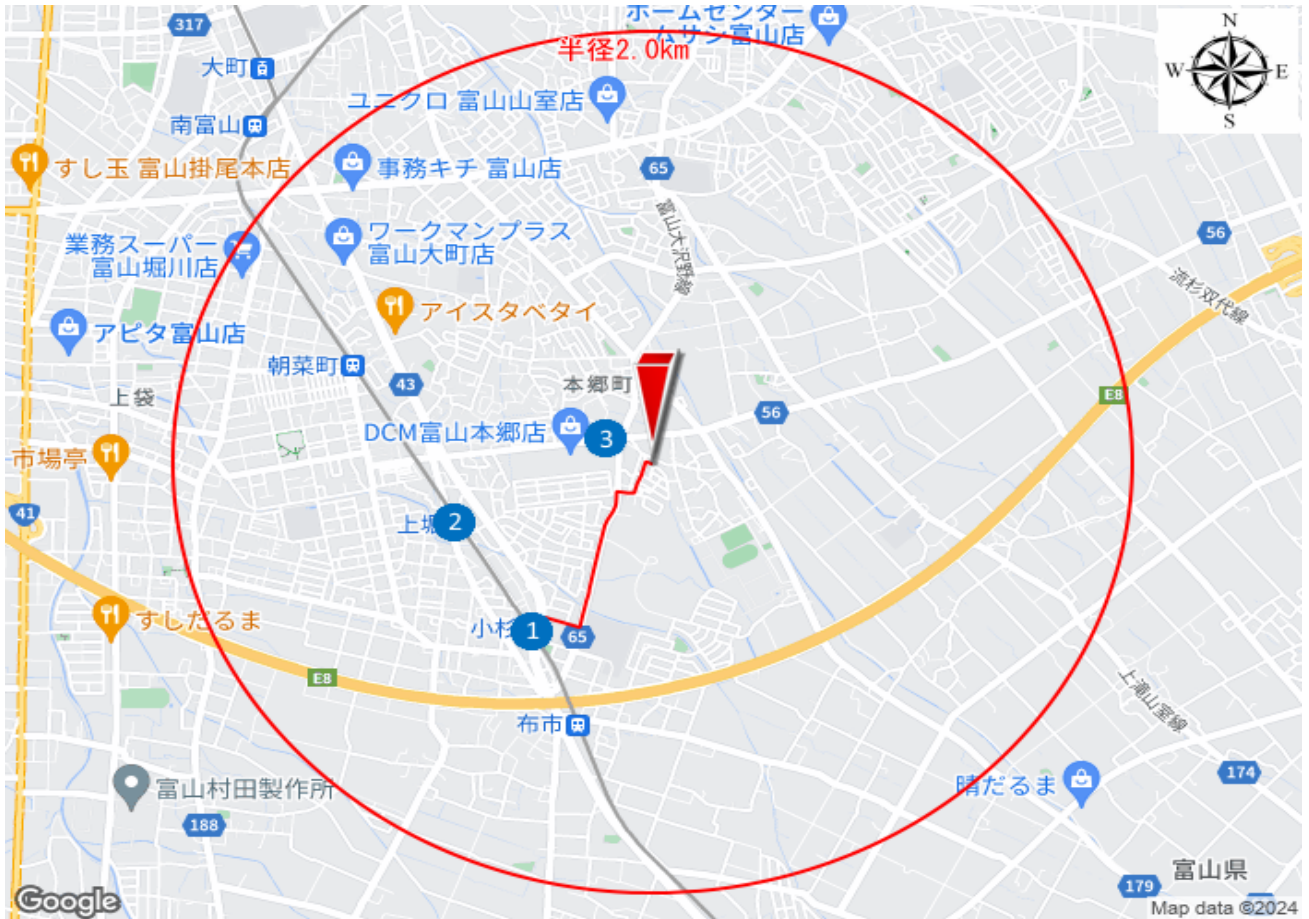 ホームセンター
ムサシ富山店
半径2.0km
N
W
E
S
317
大町
ユニクロ 富山山室店
南富山
すし玉 富山掛尾本店
事務キチ 富山店
65
富山大沢野線
56
業務スーパー
富山堀川店
ワークマンプラス
富山大町店
流杉双代線
アイスタベタイ
アピタ富山店
朝菜町
43
本郷町
上袋
E8
56
DCM富山本郷店
3
市場亭
41
上堀
2
すしだるま
小杉
1
65
E8
布市
上滝山室線
富山村田製作所
晴だるま
174
188
富山県
179
Google
Map data ©2024